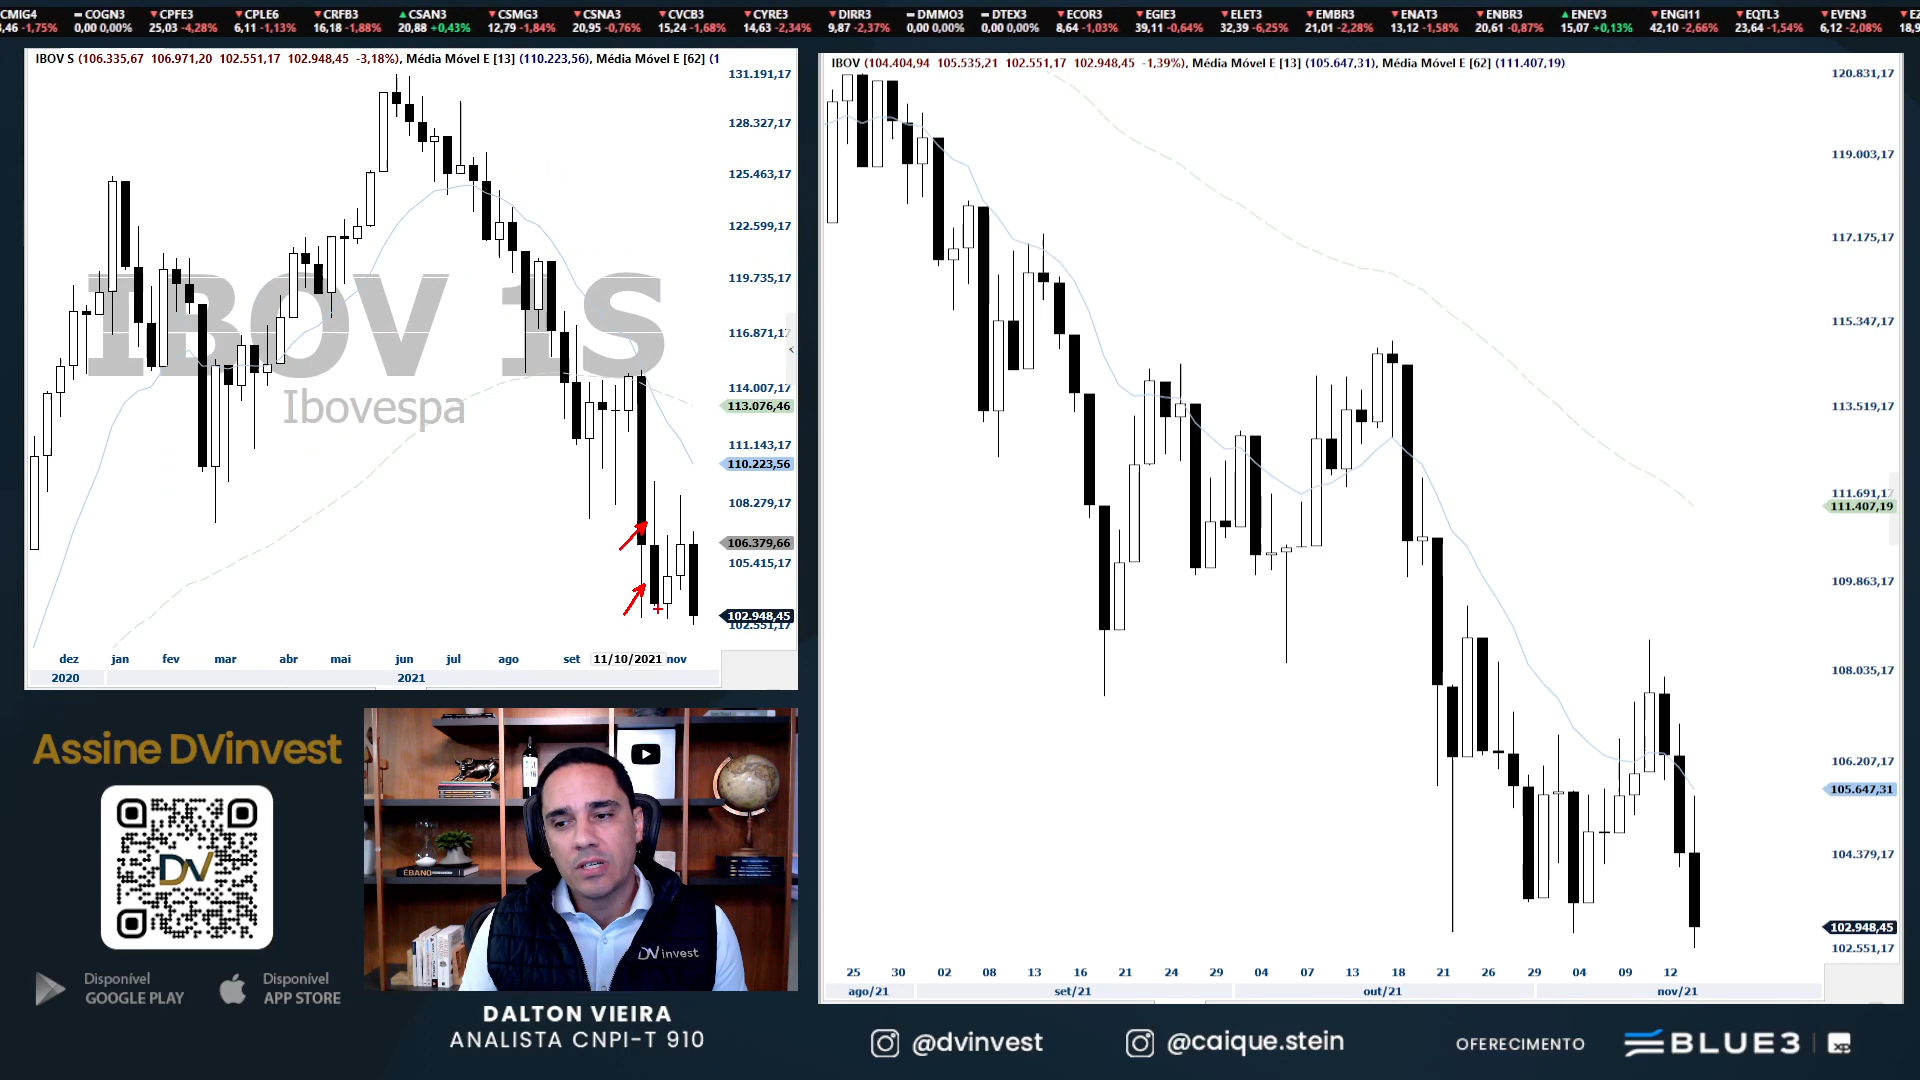 CMIG4 COGN3 CPFE3 CPLE6 CRFB3 CSAN3 CSMG3 CSNA3 CVCB3 CYRE3 DIRR3 DMMO3 DTEX3 ECOR3 EGIE3 ELET3 EMBR3 ENAT3 ENBR3 ENEV3 ENGI11 EQTL3 EVEN3
,46 -1,75% 0,00 0,00% 25,03 -4,28% 6,11 -1,13% 16,18 -1,88% 20,88 +0,43% 12,79 -1,84% 20,95 -0,76% 15,24 -1,68% 14,63 -2,34% 9,87 -2,37% 0,00 0,00% 0,00 0,00% 8,64 -1,03% 39,11 -0,64% 32,39 -6,25% 21,01 -2,28% 13,12 -1,58% 20,61 -0,87% 15,07 +0,13% 42,10 -2,66% 23,64 -1,54% 6,12 -2,08% 18,9
IBOV S (106.335,67 106.971,20 102.551,17 102.948,45 -3,18%), Média Móvel E [13] (110.223,56), Média Móvel E [62] (1
131.191,17
128.327,17
125.463,17
122.599,17
119.735,17
116.871,17
114.007,17
113.076,46
111.143,17
110.223,56
108.279,17
106.379,66
105.415,17
102.948,45
102.551,17
IBOV 1S
Ibovespa
dez jan fev mar abr mai jun jul ago set 11/10/2021 nov
2020 2021
IBOV (104.404,94 105.535,21 102.551,17 102.948,45 -1,39%), Média Móvel E [13] (105.647,31), Média Móvel E [62] (111.407,19)
120.831,17
119.003,17
117.175,17
115.347,17
113.519,17
111.691,17
111.407,19
109.863,17
108.035,17
106.207,17
105.647,31
104.379,17
102.948,45
102.551,17
25 30 02 08 13 16 21 24 29 04 07 13 18 21 26 29 04 09 12
ago/21 set/21 out/21 nov/21
Assine DVinvest
DV
Disponível
GOOGLE PLAY
Disponível
APP STORE
ÉBANO
DV invest
DALTON VIEIRA
ANALISTA CNPI-T 910
@dvinvest
@caique.stein
OFERECIMENTO
BLUE3
xp